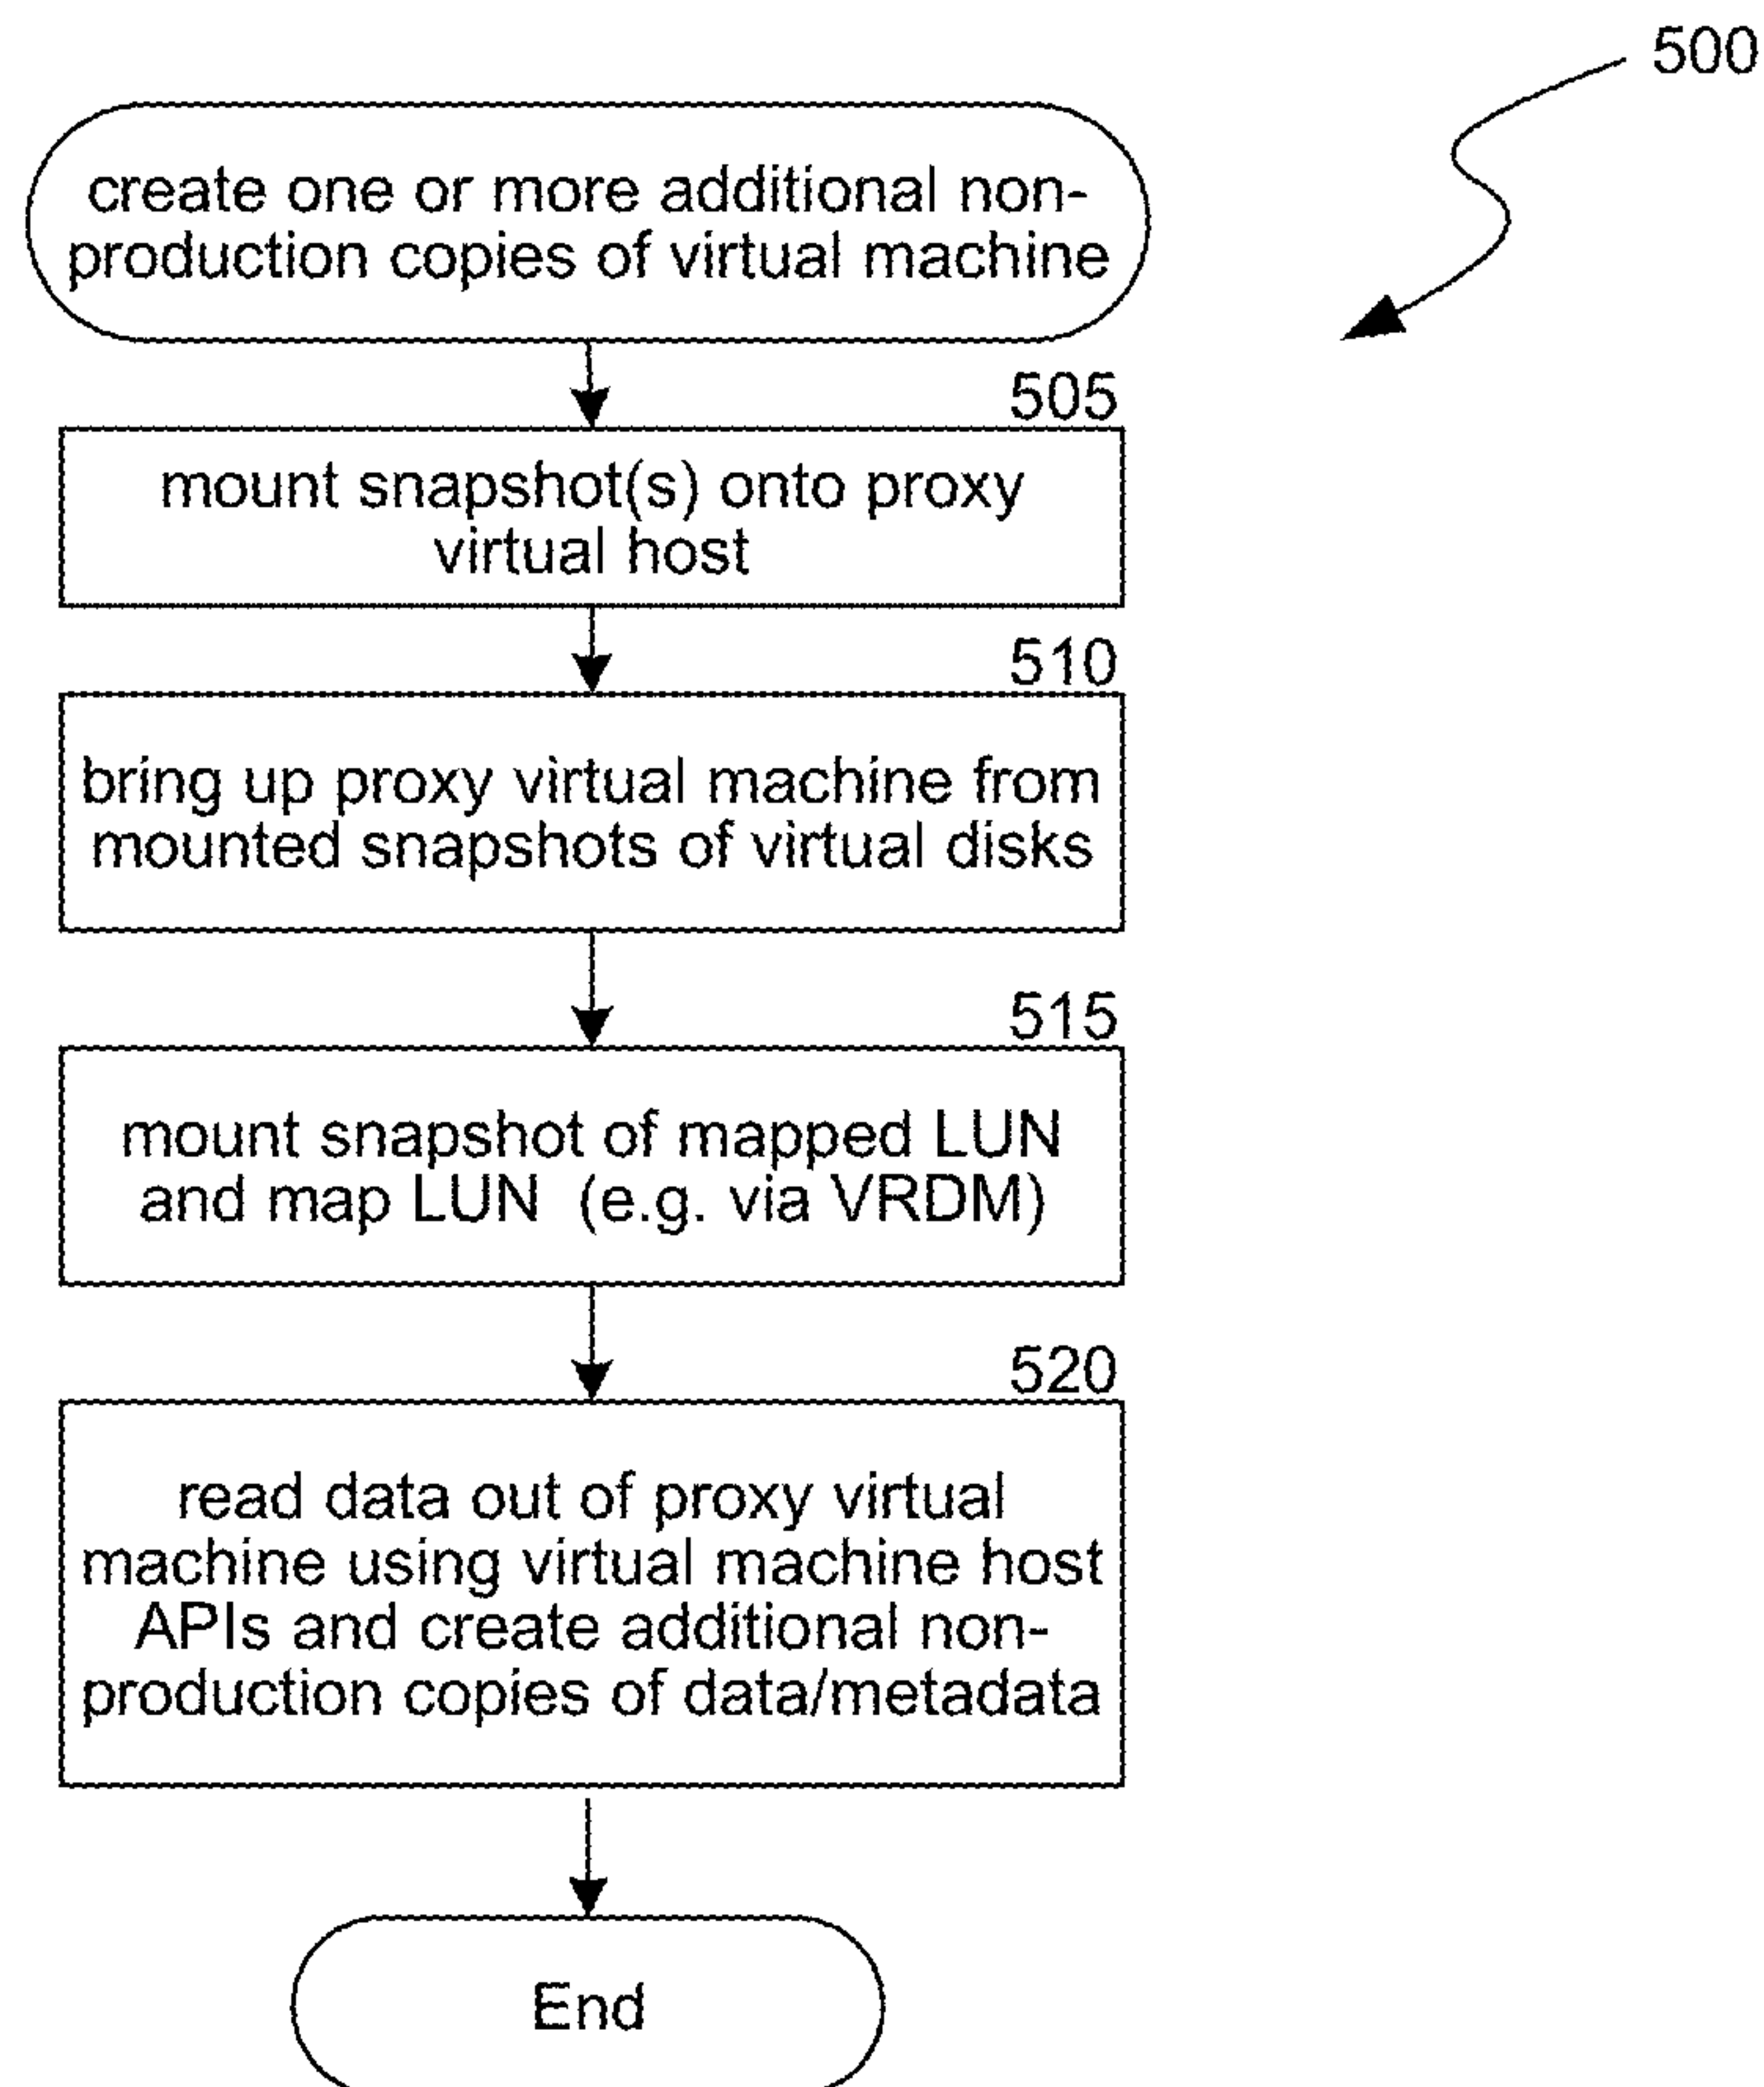 500
create one or more additional non-
production copies of virtual machine
505
mount snapshot(s) onto proxy
virtual host
510
bring up proxy virtual machine from
mounted snapshots of virtual disks
515
mount snapshot of mapped LUN
and map LUN (e.g. via VRDM)
520
read data out of proxy virtual
machine using virtual machine host
APIs and create additional non-
production copies of data/metadata
End